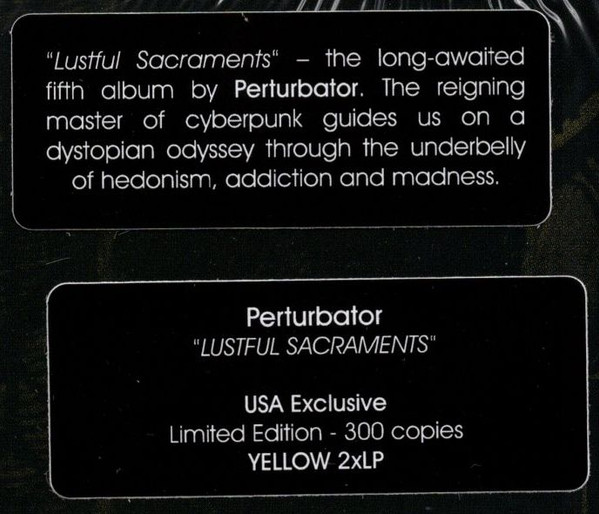 "Lustful Sacraments" – the long-awaited
fifth album by Perturbator. The reigning
master of cyberpunk guides us on a
dystopian odyssey through the underbelly
of hedonism, addiction and madness.
Perturbator
"LUSTFUL SACRAMENTS"
USA Exclusive
Limited Edition - 300 copies
YELLOW 2xLP